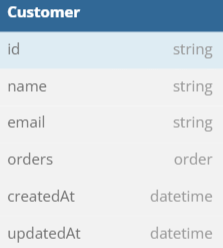 Customer
id string
name string
email string
orders order
createdAt datetime
updatedAt datetime